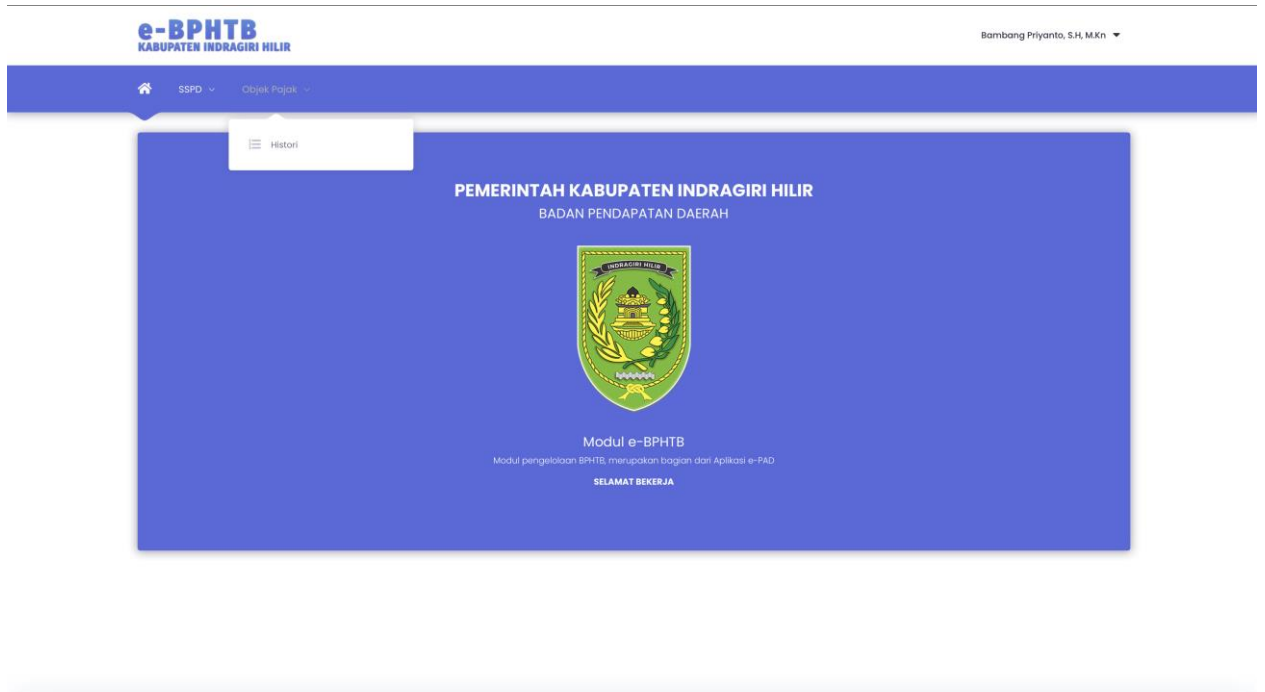 e-BPHTB
KABUPATEN INDRAGIRI HILIR
Bambang Priyanto, S.H, M.Kn
SSPD
Objek Pajak
Histori
PEMERINTAH KABUPATEN INDRAGIRI HILIR
BADAN PENDAPATAN DAERAH
INDRAGIRI HILIR
Modul e-BPHTB
Modul pengelolaan BPHTB, merupakan bagian dari Aplikasi e-PAD
SELAMAT BEKERJA